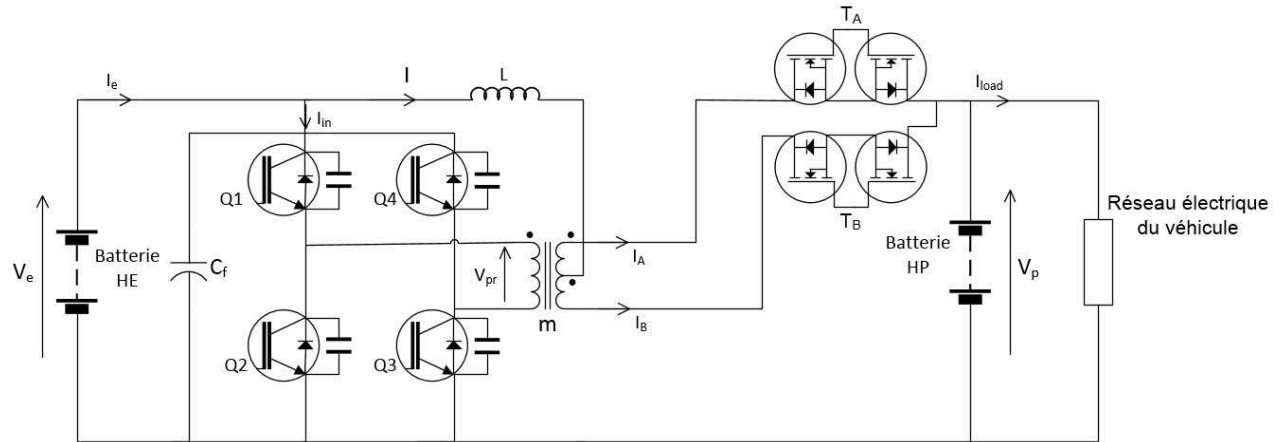 T_A
I_e
I
L
I_load
I_in
Q1
Q4
T_B
Réseau électrique
du véhicule
V_e
Batterie
HE
C_f
V_pr
I_A
Batterie
HP
V_p
m
I_B
Q2
Q3